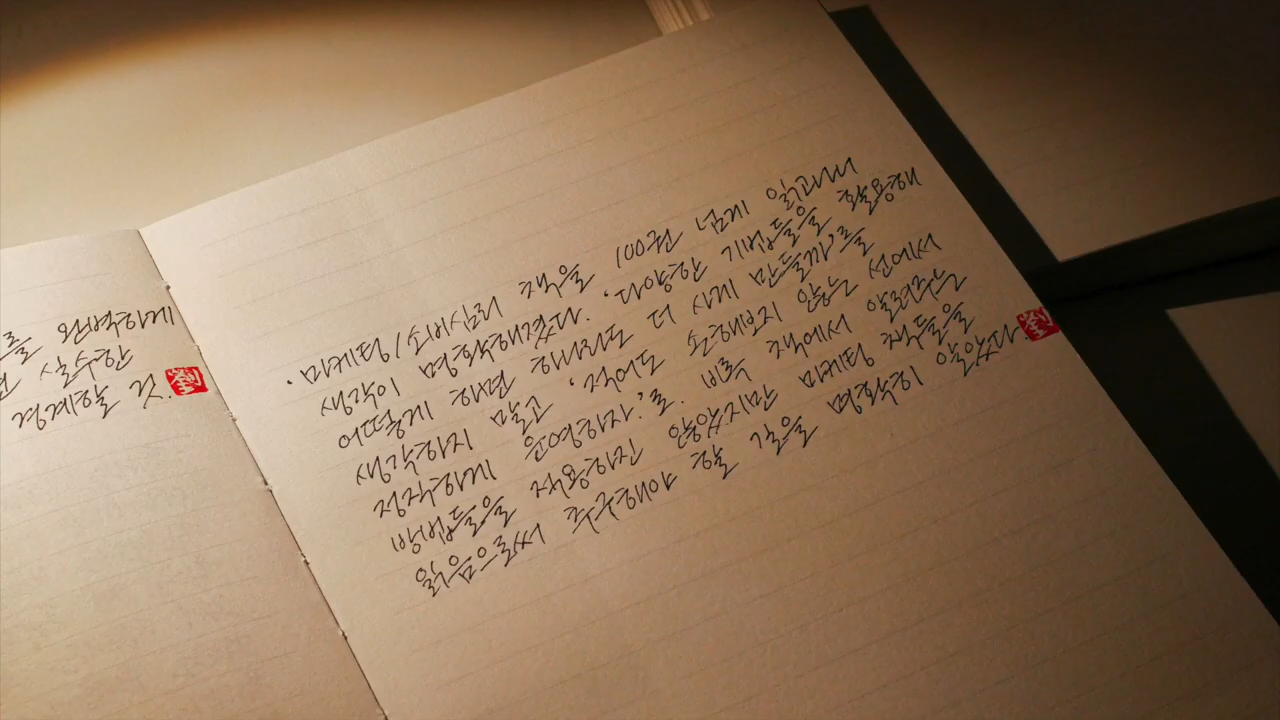 를 완벽하게
실수한
경계할 것.
· 마케팅/소비심리 책을 100권 넘게 읽고나서
생각이 명확해졌다. '다양한 기법들을 활용해
어떻게 하면 하나라도 더 사게 만들까'를
생각하지 말고 '적어도 손해보지 않는 선에서
정직하게 운영하자.'로. 비록 책에서 알려주는
방법들을 적용하진 않았지만 마케팅 책들을
읽음으로써 추구해야 할 길을 명확히 알았다.